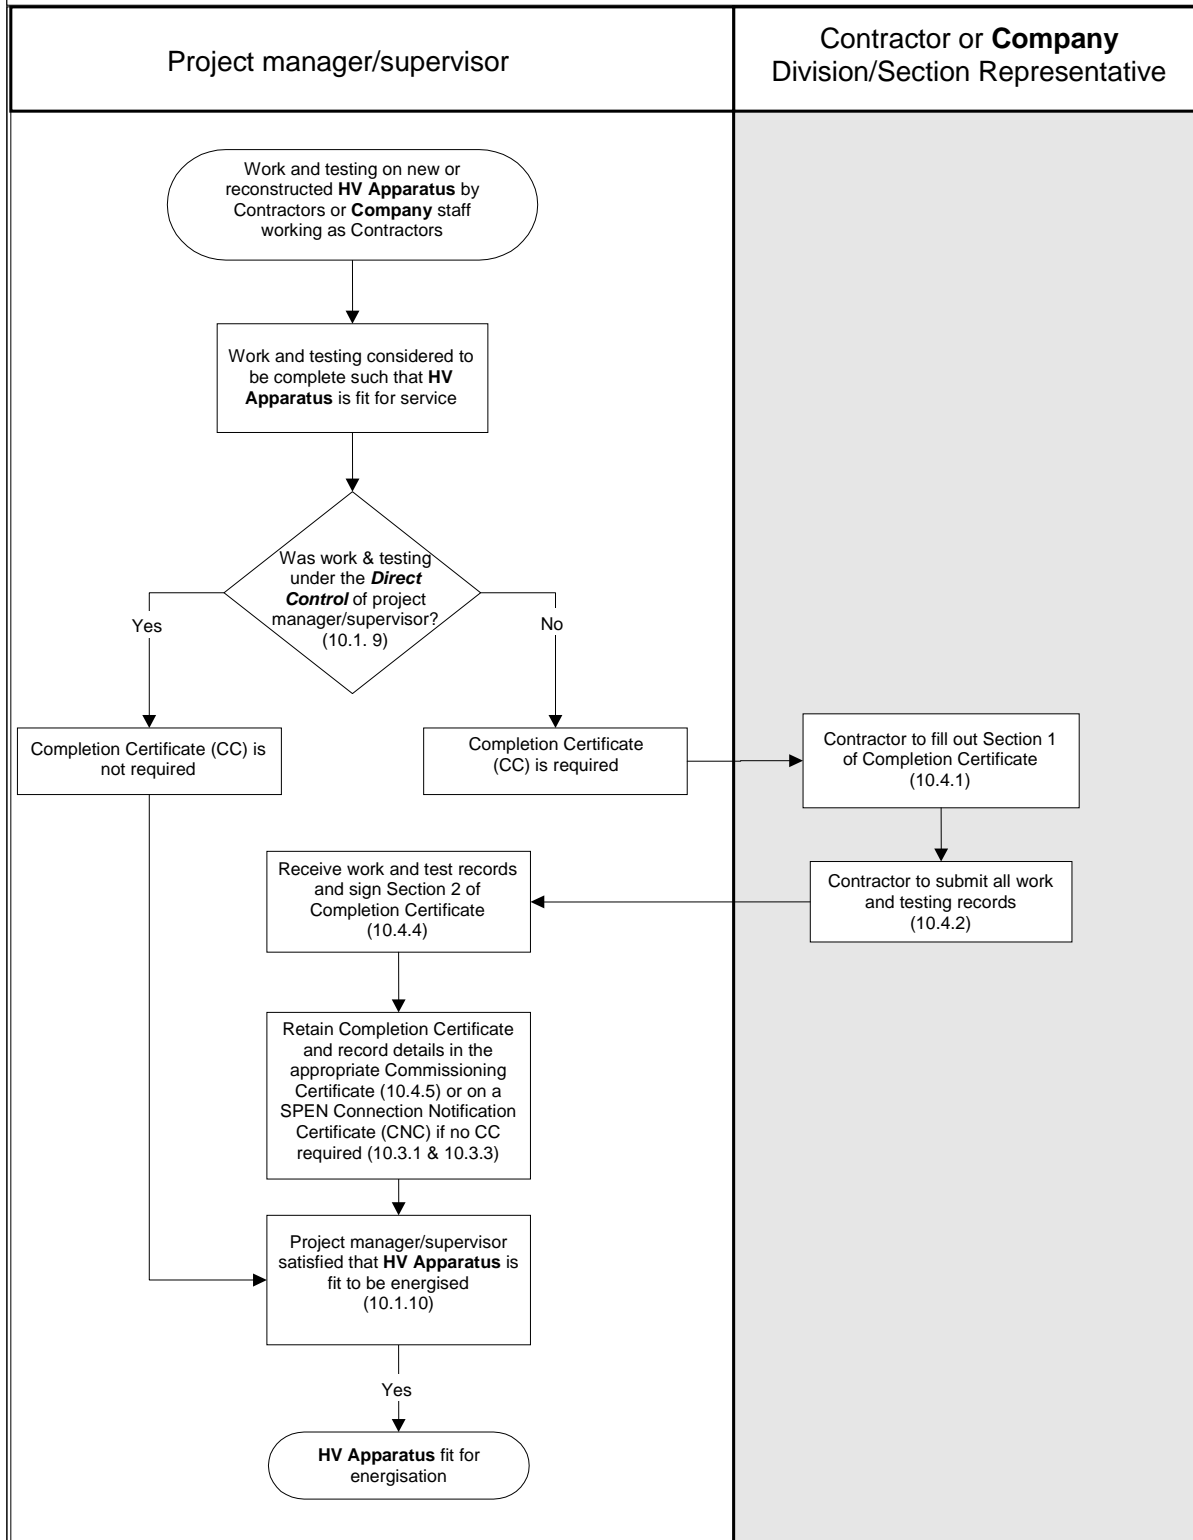 Project manager/supervisor
Contractor or Company
Division/Section Representative
Work and testing on new or
reconstructed HV Apparatus by
Contractors or Company staff
working as Contractors
Work and testing considered to
be complete such that HV
Apparatus is fit for service
Was work & testing
under the Direct
Control of project
manager/supervisor?
(10.1. 9)
Yes
No
Completion Certificate (CC) is
not required
Completion Certificate
(CC) is required
Contractor to fill out Section 1
of Completion Certificate
(10.4.1)
Receive work and test records
and sign Section 2 of
Completion Certificate
(10.4.4)
Contractor to submit all work
and testing records
(10.4.2)
Retain Completion Certificate
and record details in the
appropriate Commissioning
Certificate (10.4.5) or on a
SPEN Connection Notification
Certificate (CNC) if no CC
required (10.3.1 & 10.3.3)
Project manager/supervisor
satisfied that HV Apparatus is
fit to be energised
(10.1.10)
Yes
HV Apparatus fit for
energisation